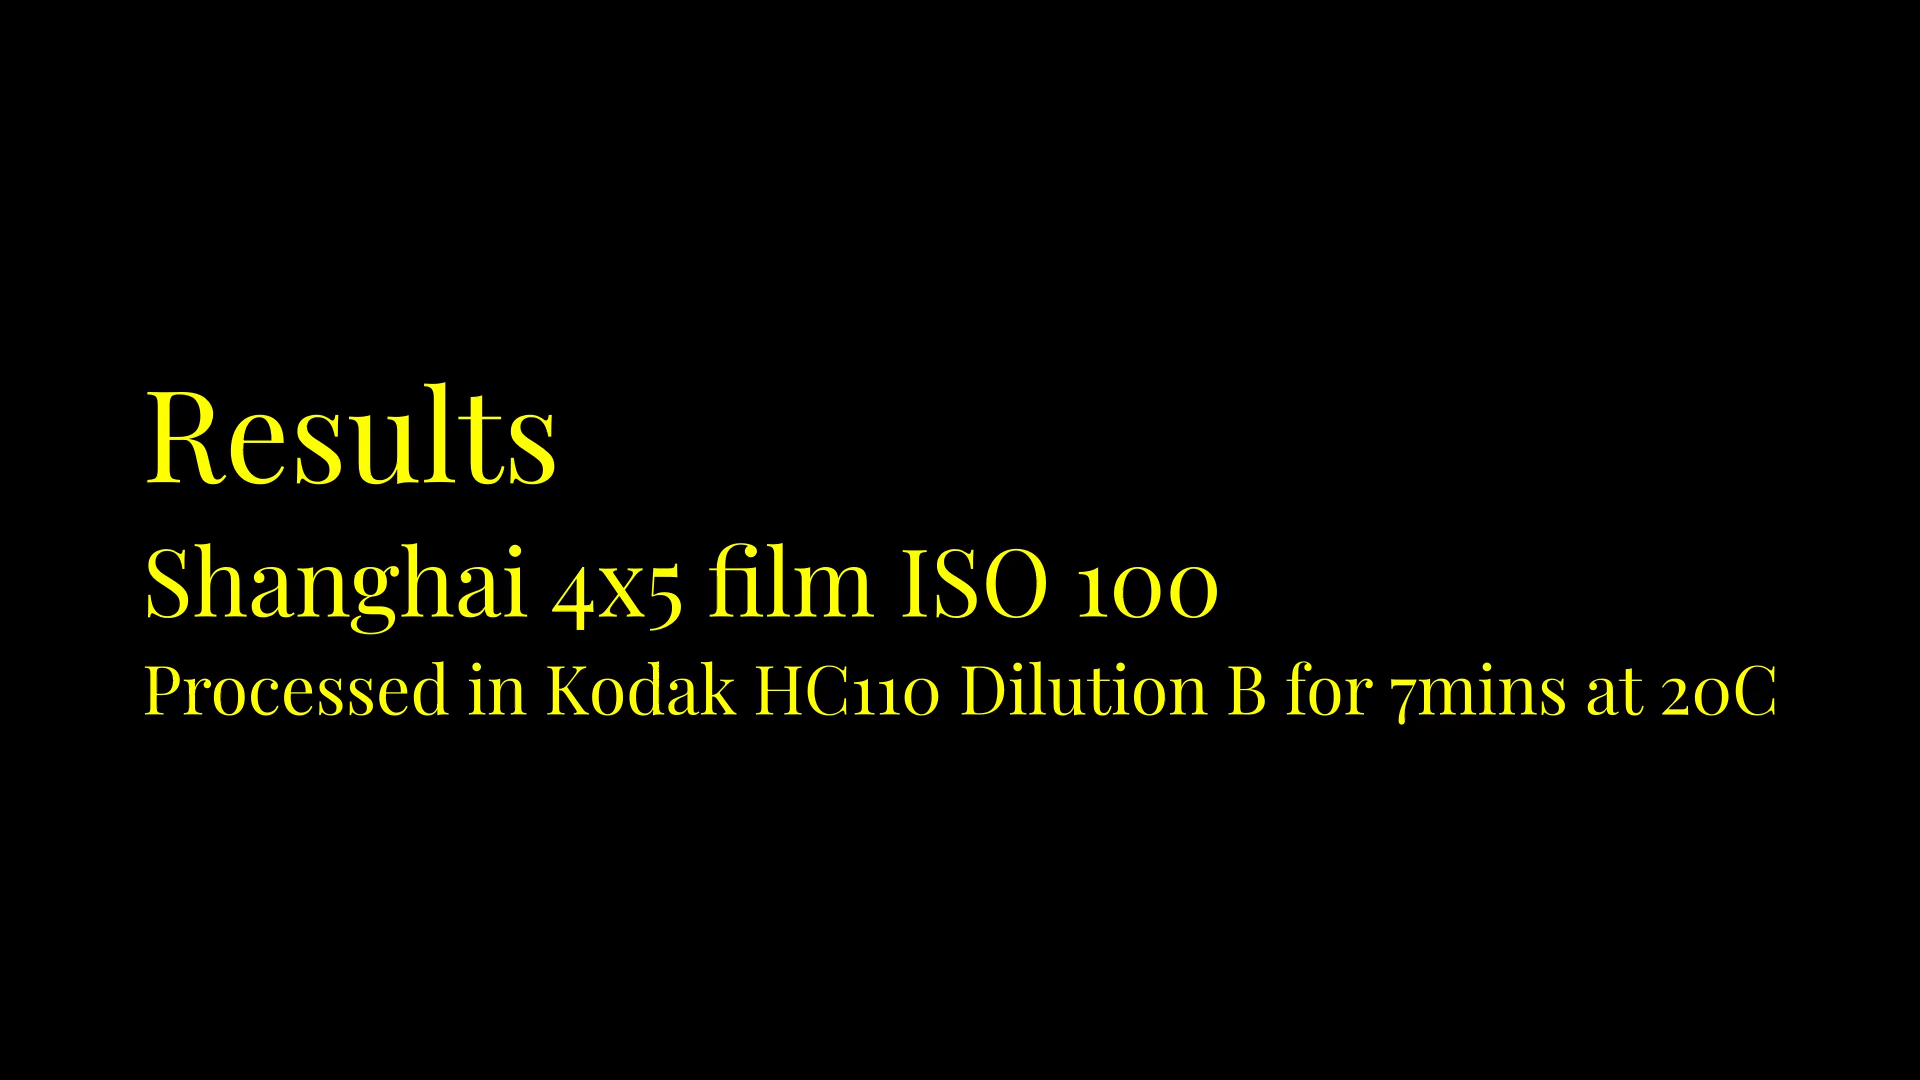 Results
Shanghai 4x5 film ISO 100
Processed in Kodak HC110 Dilution B for 7mins at 20C